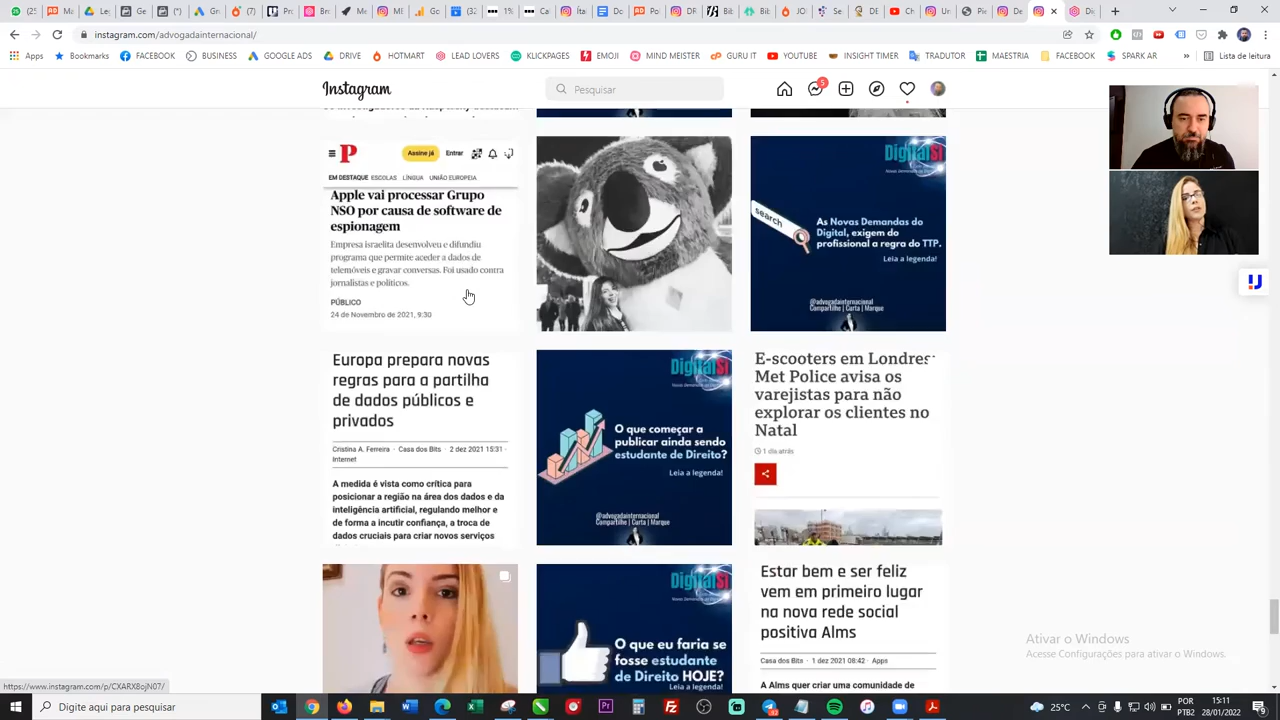 instagram.com/advogadainternacional/
Apps
Bookmarks
FACEBOOK
BUSINESS
GOOGLE ADS
DRIVE
HOTMART
LEAD LOVERS
KLICKPAGES
EMOJI
MIND MEISTER
GURU IT
YOUTUBE
INSIGHT TIMER
TRADUTOR
MAESTRIA
FACEBOOK
SPARK AR
»
Lista de leitura
Instagram
Pesquisar
5
P
Assine já
Entrar
EM DESTAQUE ESCOLAS LÍNGUA UNIÃO EUROPEIA
Apple vai processar Grupo
NSO por causa de software de
espionagem
Empresa israelita desenvolveu e difundiu
programa que permite aceder a dados de
telemóveis e gravar conversas. Foi usado contra
jornalistas e políticos.
PÚBLICO
24 de Novembro de 2021, 9:30
DigitalSI
search
As Novas Demandas do
Digital, exigem do
profissional a regra do TTP.
Leia a legenda!
@advogadainternacional
Compartilhe | Curta | Marque
Europa prepara novas
regras para a partilha
de dados públicos e
privados
Cristina A. Ferreira · Casa dos Bits · 2 dez 2021 15:31 ·
Internet
A medida é vista como crítica para
posicionar a região na área dos dados e da
inteligência artificial, regulando melhor e
de forma a incutir confiança, a troca de
dados cruciais para criar novos serviços
DigitalSI
O que começar a
publicar ainda sendo
estudante de Direito?
Leia a legenda!
@advogadainternacional
Compartilhe | Curta | Marque
E-scooters em Londres:
Met Police avisa os
varejistas para não
explorar os clientes no
Natal
1 dia atrás
DigitalSI
O que eu faria se
fosse estudante
de Direito HOJE?
Leia a legenda!
Estar bem e ser feliz
vem em primeiro lugar
na nova rede social
positiva Alms
Casa dos Bits · 1 dez 2021 08:42 · Apps
A Alms quer criar uma comunidade de
Ativar o Windows
Acesse Configurações para ativar o Windows.
www.instagram.com/p/CXARX8ojlN07/
Digite aqui para pesquisar
25°C
POR
PTB2
15:11
28/01/2022